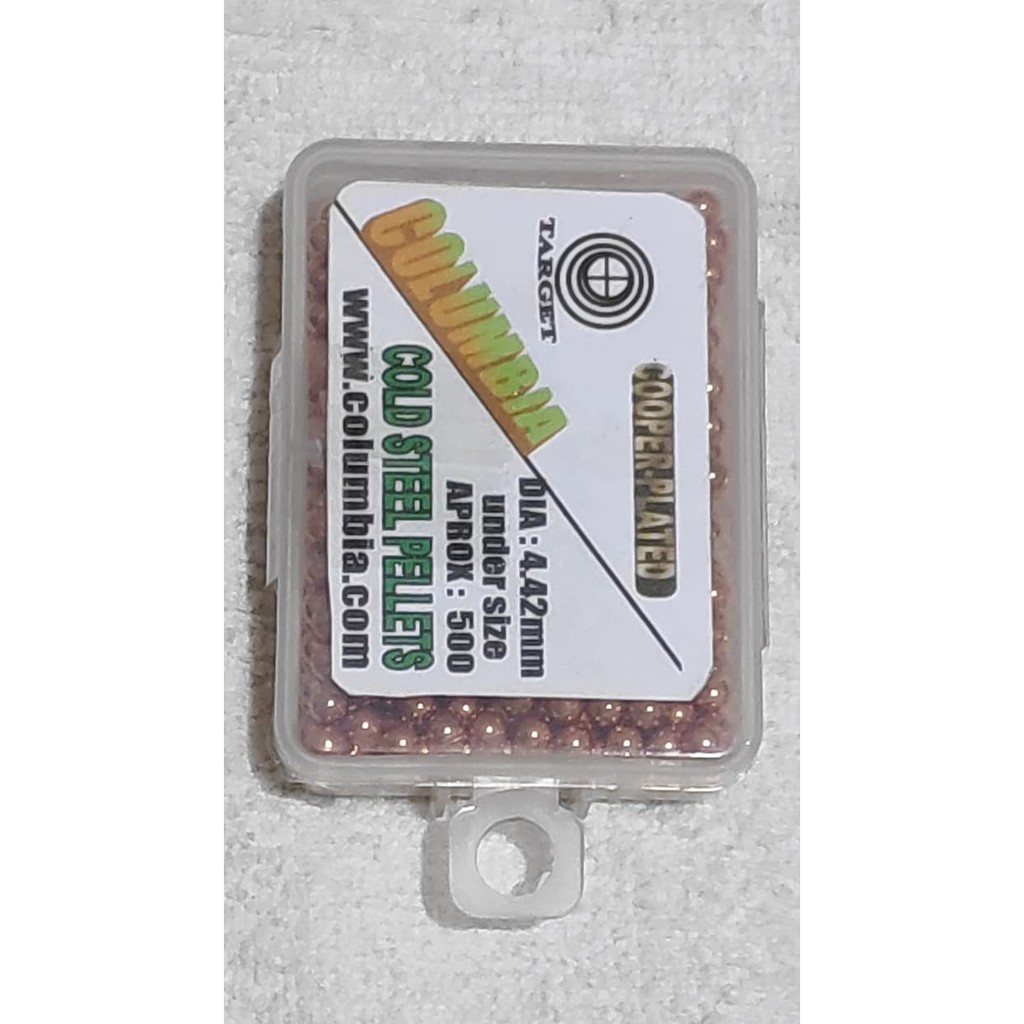 COOPER-PLATED
TARGET
COLUMBIA
DIA : 4.42mm
under size
APROX : 500
COLD STEEL PELLETS
www.columbia.com